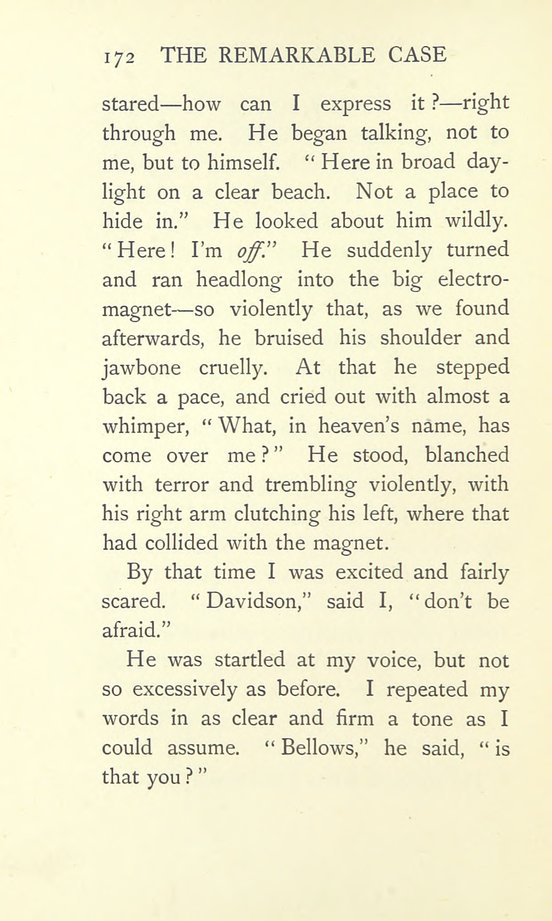 172 THE REMARKABLE CASE
stared—how can I express it?—right
through me. He began talking, not to
me, but to himself. "Here in broad day-
light on a clear beach. Not a place to
hide in." He looked about him wildly.
"Here! I'm off." He suddenly turned
and ran headlong into the big electro-
magnet—so violently that, as we found
afterwards, he bruised his shoulder and
jawbone cruelly. At that he stepped
back a pace, and cried out with almost a
whimper, "What, in heaven's name, has
come over me?" He stood, blanched
with terror and trembling violently, with
his right arm clutching his left, where that
had collided with the magnet.
By that time I was excited and fairly
scared. "Davidson," said I, "don't be
afraid."
He was startled at my voice, but not
so excessively as before. I repeated my
words in as clear and firm a tone as I
could assume. "Bellows," he said, "is
that you?"